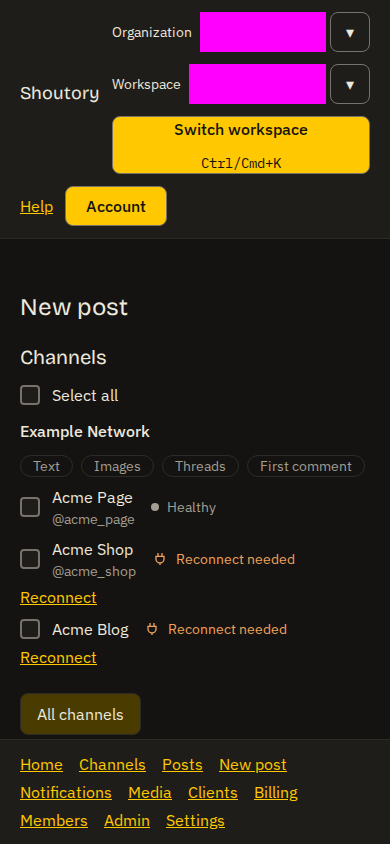 Organization
▼
Shoutory
Workspace
▼
Switch workspace
Ctrl/Cmd+K
Help
Account
New post
Channels
Select all
Example Network
Text Images Threads First comment
Acme Page
@acme_page
Healthy
Acme Shop
@acme_shop
Reconnect needed
Reconnect
Acme Blog
Reconnect needed
Reconnect
All channels
Home Channels Posts New post
Notifications Media Clients Billing
Members Admin Settings